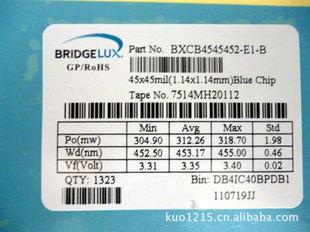 BRIDGELUX
GP/RoHS
Part No. BXCB4545452-E1-B
45x45mil(1.14x1.14mm)Blue Chip
Tape No. 7514MH20112
Min Avg Max Std
Po(mw) 304.90 312.26 318.70 1.98
Wd(nm) 452.50 453.17 455.00 0.46
Vf(Volt) 3.31 3.35 3.40 0.02
QTY: 1323 Bin: DB4IC40BPDB1
110719JJ
kuo1215.cn.alibaba.com